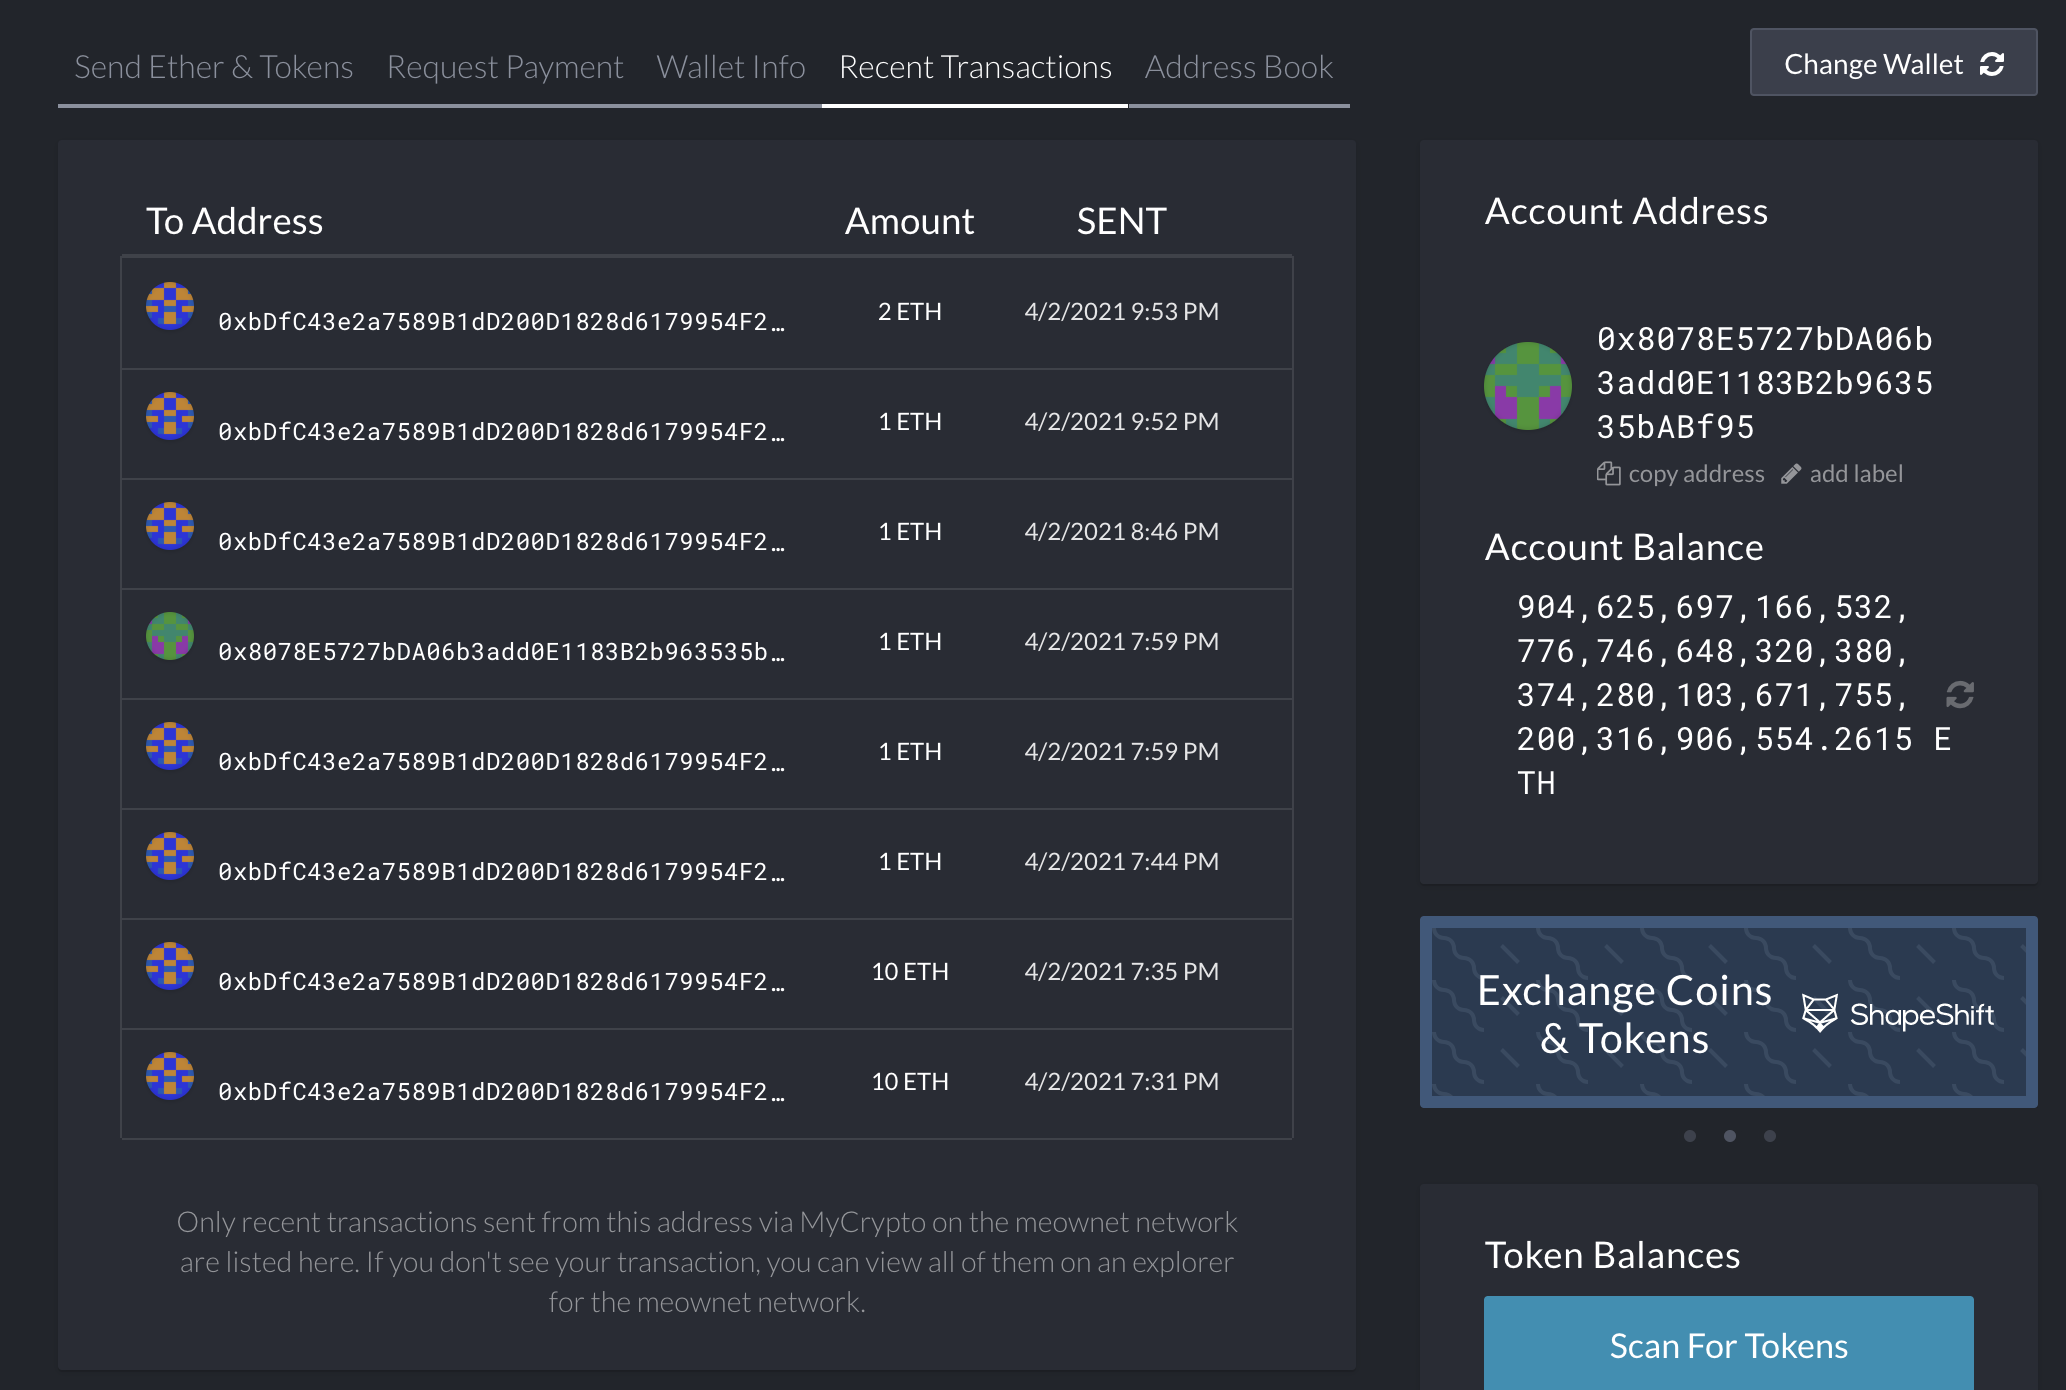 Send Ether & Tokens Request Payment Wallet Info Recent Transactions Address Book
Change Wallet
To Address Amount SENT
0xbDfC43e2a7589B1dD200D1828d6179954F2… 2 ETH 4/2/2021 9:53 PM
0xbDfC43e2a7589B1dD200D1828d6179954F2… 1 ETH 4/2/2021 9:52 PM
0xbDfC43e2a7589B1dD200D1828d6179954F2… 1 ETH 4/2/2021 8:46 PM
0x8078E5727bDA06b3add0E1183B2b963535b… 1 ETH 4/2/2021 7:59 PM
0xbDfC43e2a7589B1dD200D1828d6179954F2… 1 ETH 4/2/2021 7:59 PM
0xbDfC43e2a7589B1dD200D1828d6179954F2… 1 ETH 4/2/2021 7:44 PM
0xbDfC43e2a7589B1dD200D1828d6179954F2… 10 ETH 4/2/2021 7:35 PM
0xbDfC43e2a7589B1dD200D1828d6179954F2… 10 ETH 4/2/2021 7:31 PM
Only recent transactions sent from this address via MyCrypto on the meownet network
are listed here. If you don't see your transaction, you can view all of them on an explorer
for the meownet network.
Account Address
0x8078E5727bDA06b
3add0E1183B2b9635
35bABf95
copy address add label
Account Balance
904,625,697,166,532,
776,746,648,320,380,
374,280,103,671,755,
200,316,906,554.2615 E
TH
Exchange Coins
& Tokens
ShapeShift
Token Balances
Scan For Tokens